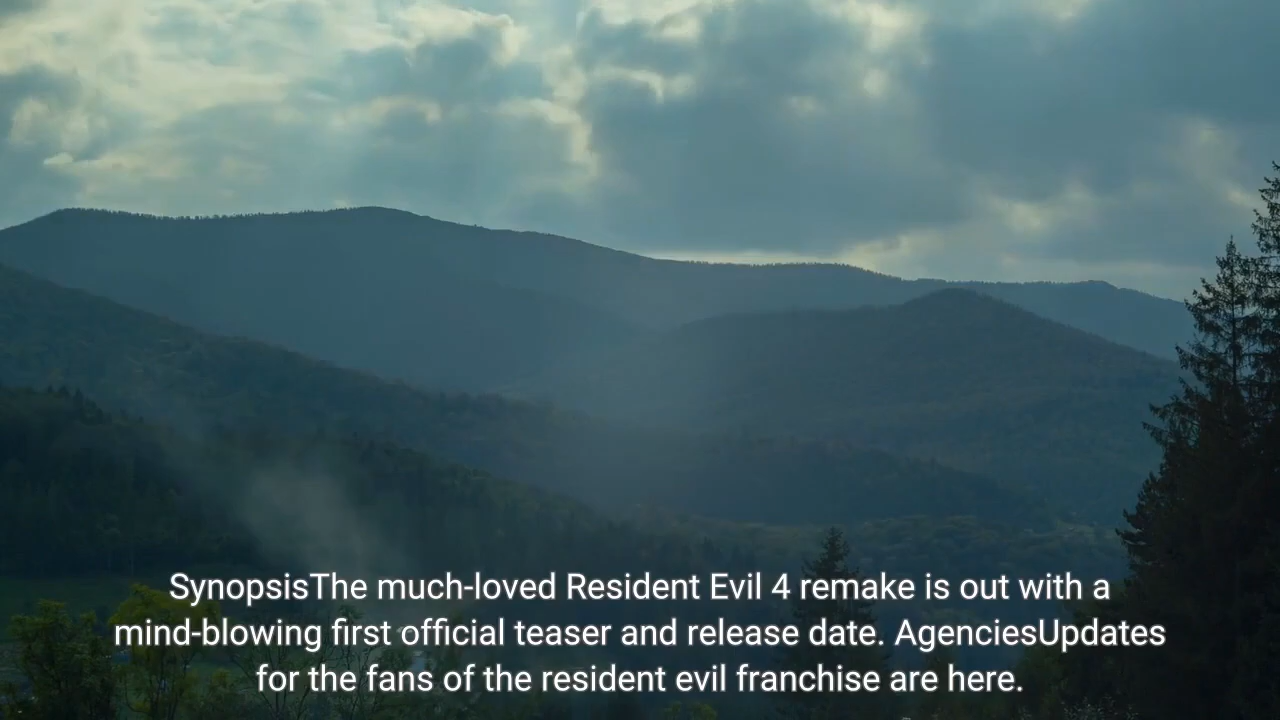 SynopsisThe much-loved Resident Evil 4 remake is out with a
mind-blowing first official teaser and release date. AgenciesUpdates
for the fans of the resident evil franchise are here.